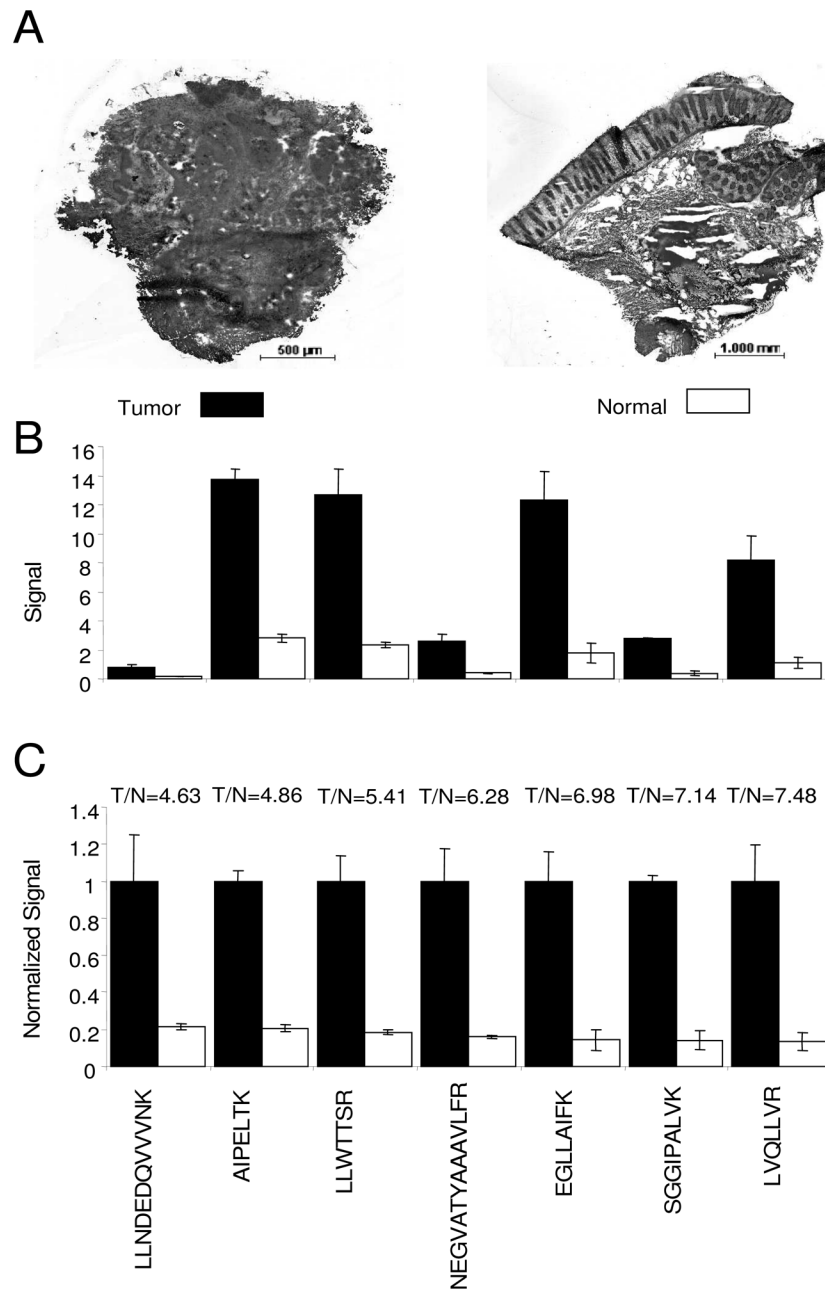 A
500 µm
1.000 mm
Tumor
Normal
B
16
14
12
10
8
6
4
2
0
Signal
C
T/N=4.63 T/N=4.86 T/N=5.41 T/N=6.28 T/N=6.98 T/N=7.14 T/N=7.48
1.4
1.2
1
0.8
0.6
0.4
0.2
0
Normalized Signal
LLNDEDQVVVNK
AIPELTK
LLWTTSR
NEGVATYAAAVLFR
EGLLAIFK
SGGIPALVK
LVQLLVR